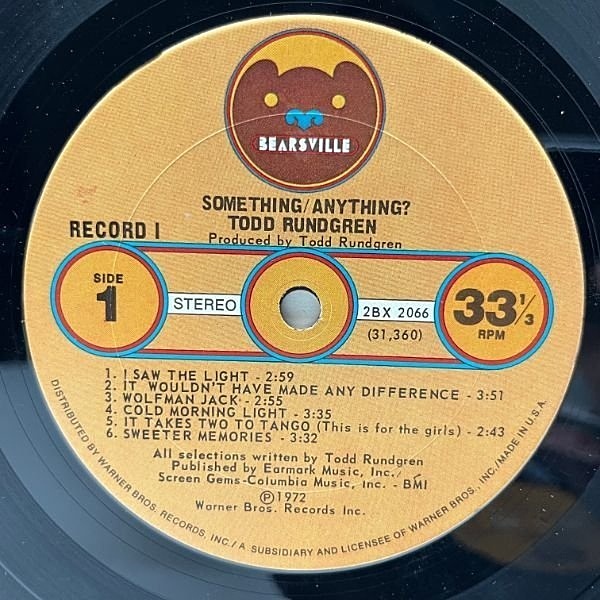 BEARSVILLE
SOMETHING/ANYTHING?
TODD RUNDGREN
RECORD I
Produced by Todd Rundgren
SIDE
1
STEREO
2BX 2066
(31,360)
33 1/3
RPM
1. I SAW THE LIGHT - 2:59
2. IT WOULDN'T HAVE MADE ANY DIFFERENCE - 3:51
3. WOLFMAN JACK - 2:55
4. COLD MORNING LIGHT - 3:35
5. IT TAKES TWO TO TANGO (This is for the girls) - 2:43
6. SWEETER MEMORIES - 3:32
All selections written by Todd Rundgren
Published by Earmark Music, Inc./
Screen Gems-Columbia Music, Inc. - BMI
Ⓟ1972
Warner Bros. Records Inc.
DISTRIBUTED BY WARNER BROS. RECORDS, INC./A SUBSIDIARY AND LICENSEE OF WARNER BROS., INC./MADE IN U.S.A.